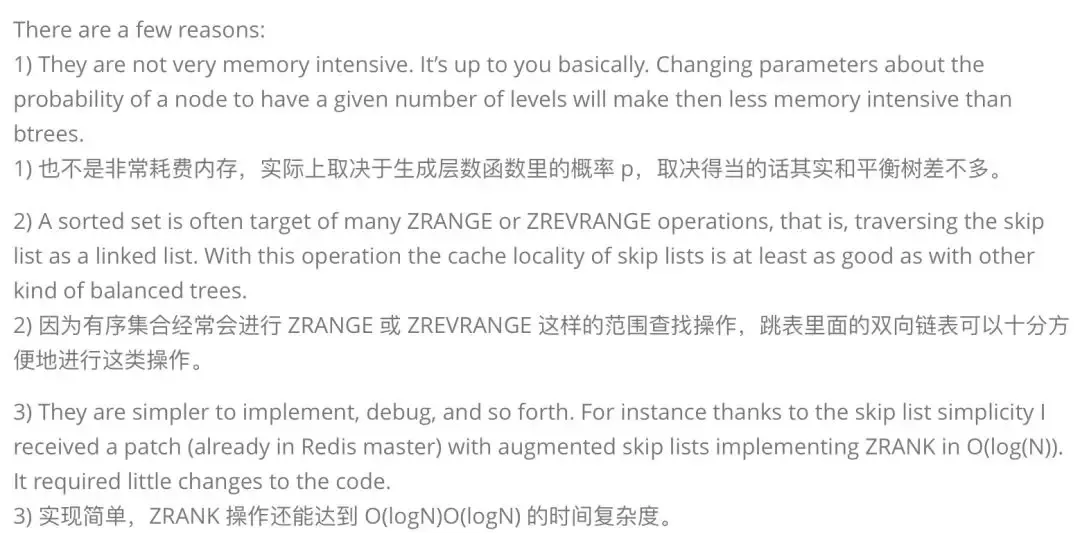 There are a few reasons:
1) They are not very memory intensive. It’s up to you basically. Changing parameters about the
probability of a node to have a given number of levels will make then less memory intensive than
btrees.
1) 也不是非常耗费内存，实际上取决于生成层数函数里的概率 p，取决得当的话其实和平衡树差不多。
2) A sorted set is often target of many ZRANGE or ZREVRANGE operations, that is, traversing the skip
list as a linked list. With this operation the cache locality of skip lists is at least as good as with other
kind of balanced trees.
2) 因为有序集合经常会进行 ZRANGE 或 ZREVRANGE 这样的范围查找操作，跳表里面的双向链表可以十分方
便地进行这类操作。
3) They are simpler to implement, debug, and so forth. For instance thanks to the skip list simplicity I
received a patch (already in Redis master) with augmented skip lists implementing ZRANK in O(log(N)).
It required little changes to the code.
3) 实现简单，ZRANK 操作还能达到 O(logN)O(logN) 的时间复杂度。